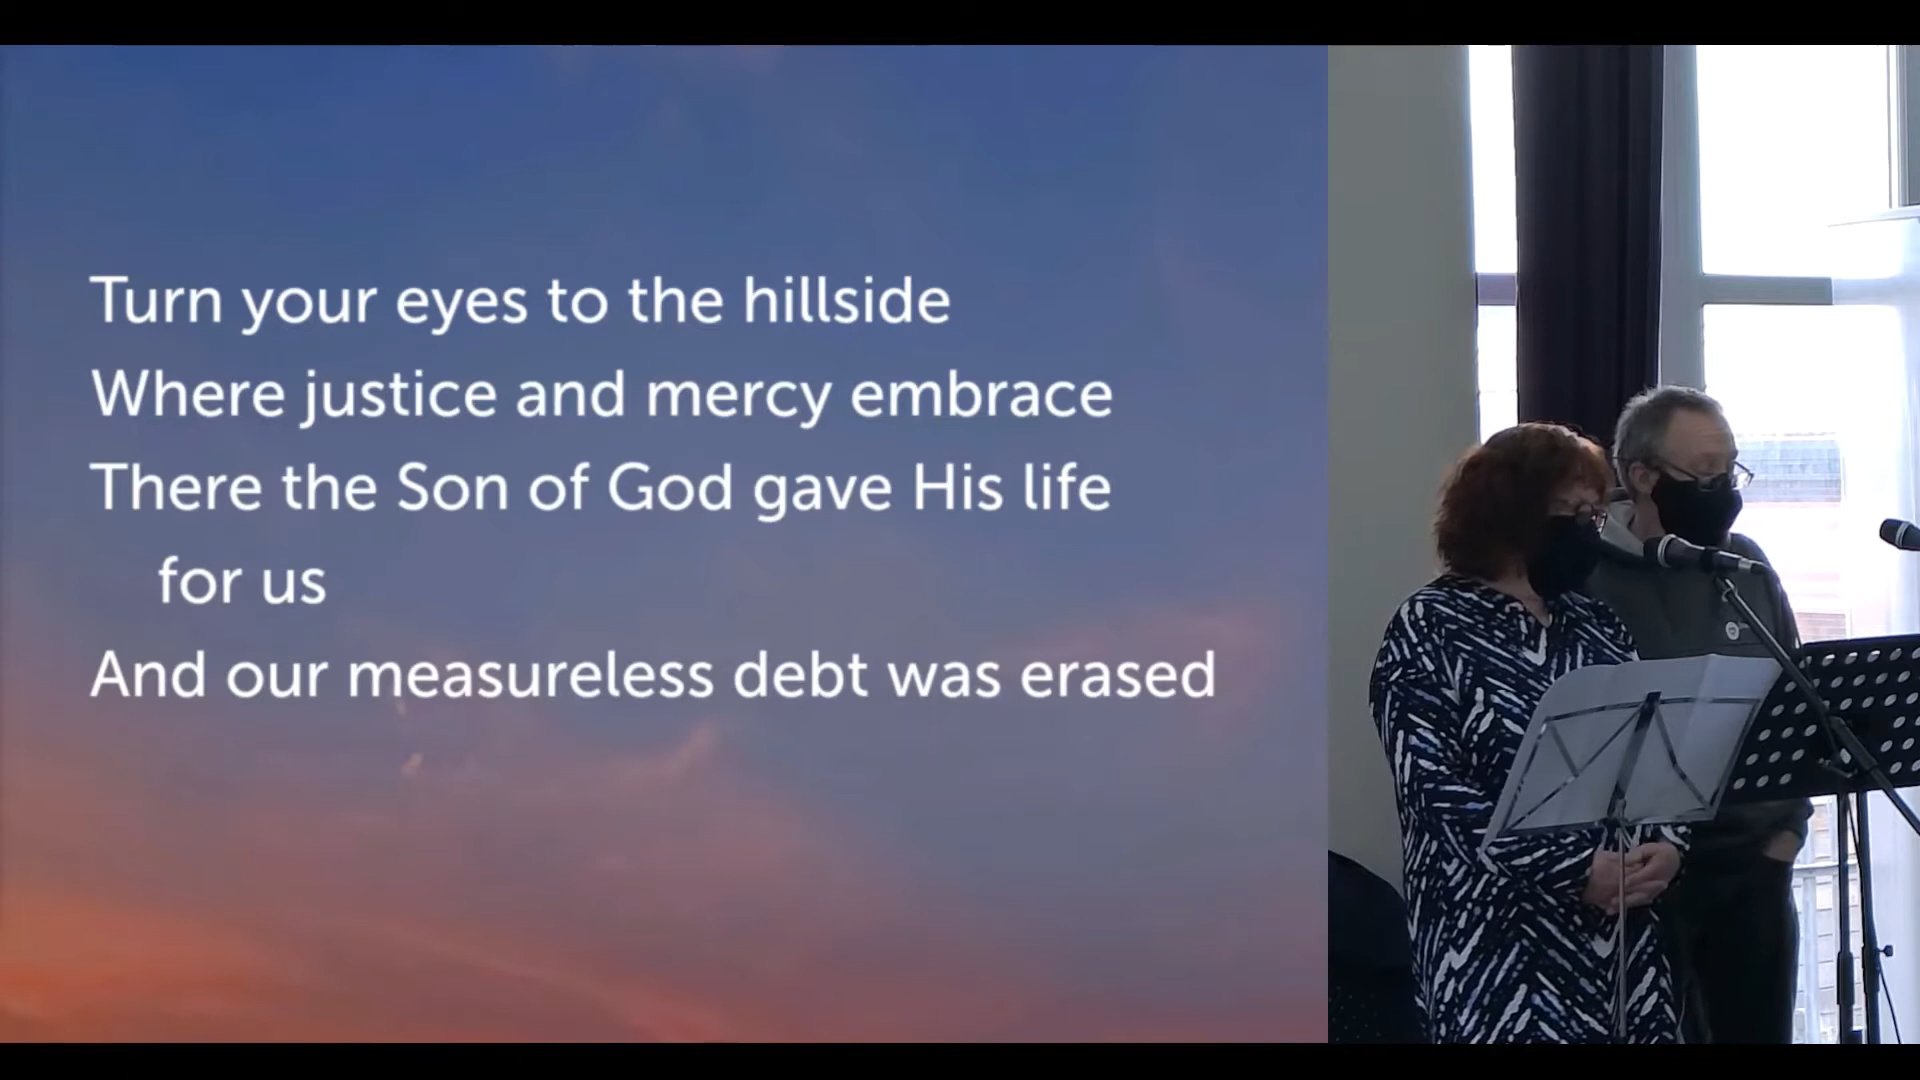 Turn your eyes to the hillside
Where justice and mercy embrace
There the Son of God gave His life
for us
And our measureless debt was erased